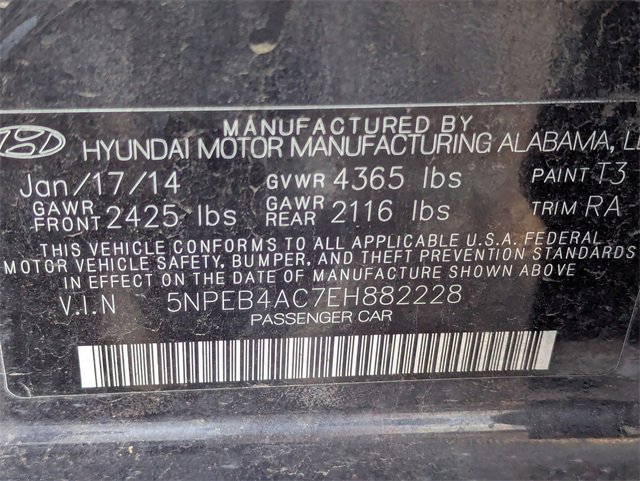 MANUFACTURED BY
HYUNDAI MOTOR MANUFACTURING ALABAMA,
Jan/17/14 GVWR 4365 lbs PAINT T3
GAWR FRONT 2425 lbs GAWR REAR 2116 lbs TRIM RA
THIS VEHICLE CONFORMS TO ALL APPLICABLE U.S.A. FEDERAL
MOTOR VEHICLE SAFETY, BUMPER, AND THEFT PREVENTION STANDARDS
IN EFFECT ON THE DATE OF MANUFACTURE SHOWN ABOVE
V.I.N 5NPEB4AC7EH882228
PASSENGER CAR